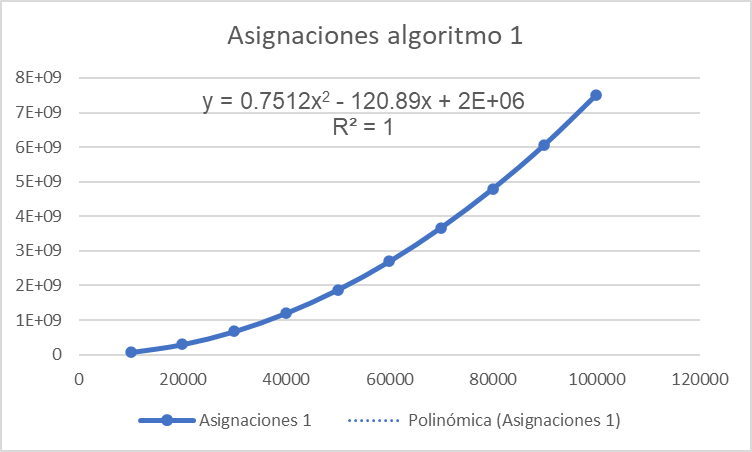 Asignaciones algoritmo 1
8E+09
y = 0.7512x² - 120.89x + 2E+06
7E+09
R² = 1
6E+09
5E+09
4E+09
3E+09
2E+09
1E+09
0
0 20000 40000 60000 80000 100000 120000
Asignaciones 1 Polinómica (Asignaciones 1)